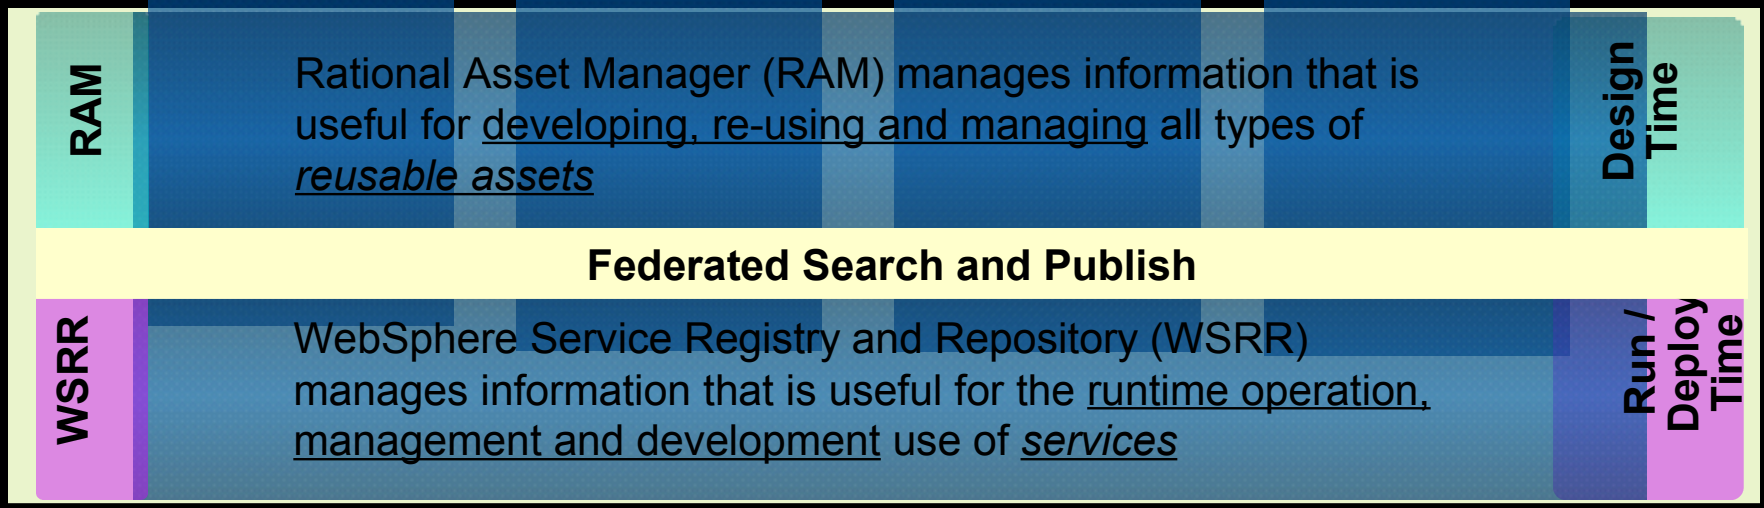 RAM
Rational Asset Manager (RAM) manages information that is
useful for developing, re-using and managing all types of
reusable assets
Design
Time
Federated Search and Publish
WSRR
WebSphere Service Registry and Repository (WSRR)
manages information that is useful for the runtime operation,
management and development use of services
Run /
Deploy
Time